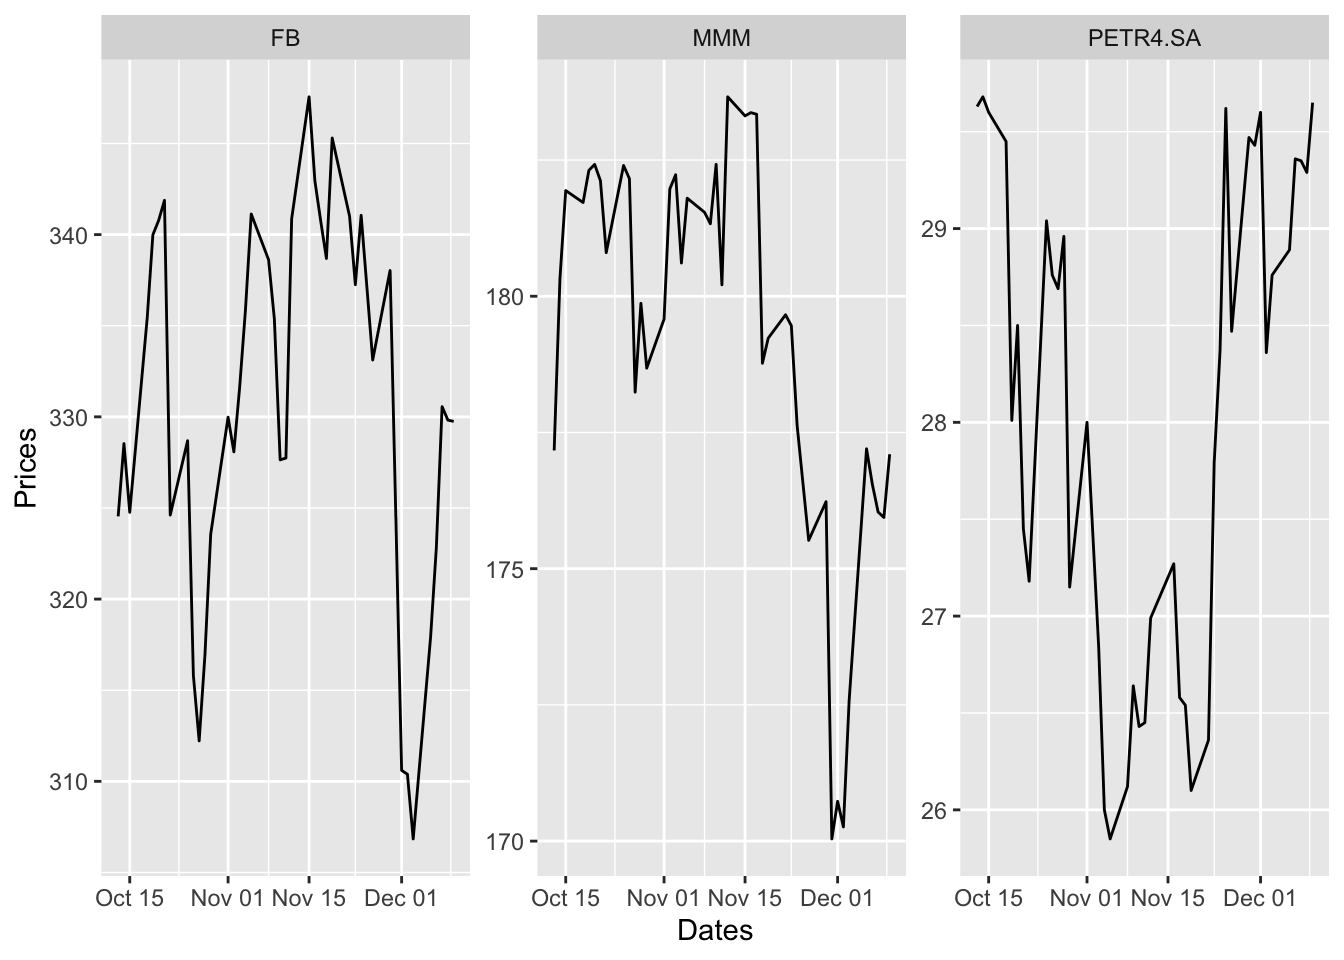 FB
MMM
PETR4.SA
Prices
340
330
320
310
180
175
170
29
28
27
26
Oct 15 Nov 01 Nov 15 Dec 01
Oct 15 Nov 01 Nov 15 Dec 01
Oct 15 Nov 01 Nov 15 Dec 01
Dates